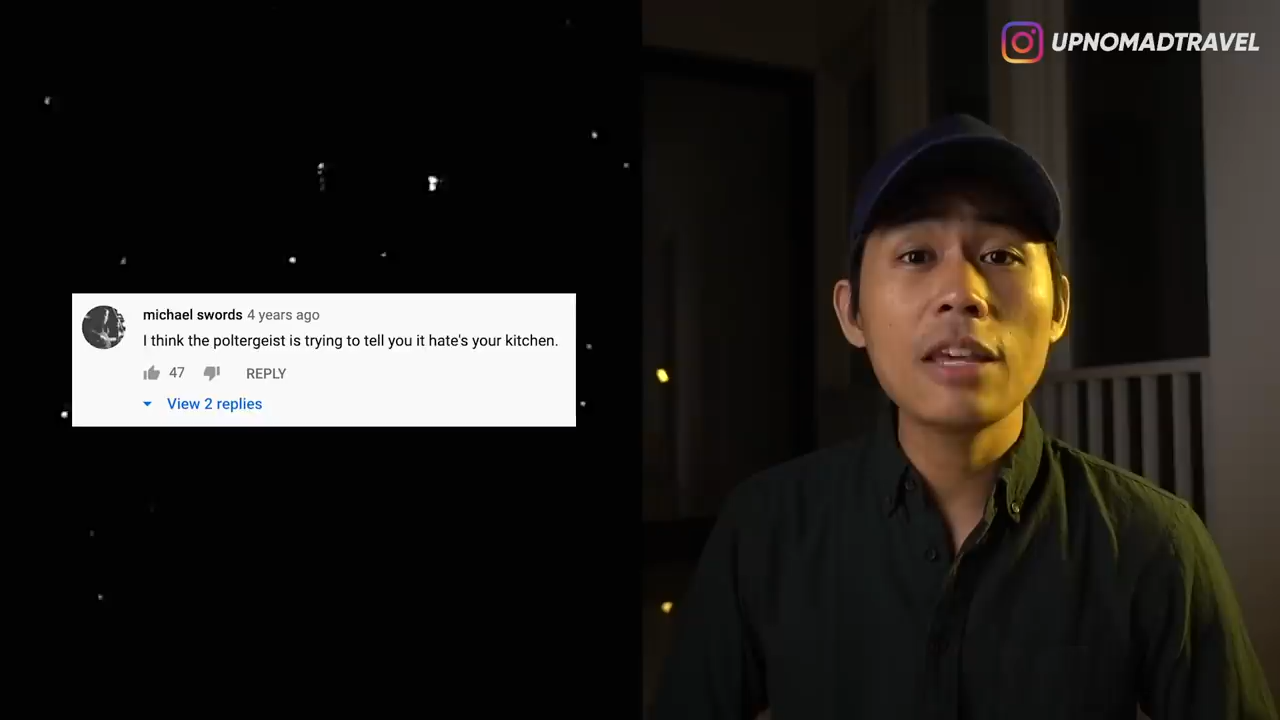 UPNOMADTRAVEL
michael swords 4 years ago
I think the poltergeist is trying to tell you it hate's your kitchen.
47 REPLY
View 2 replies